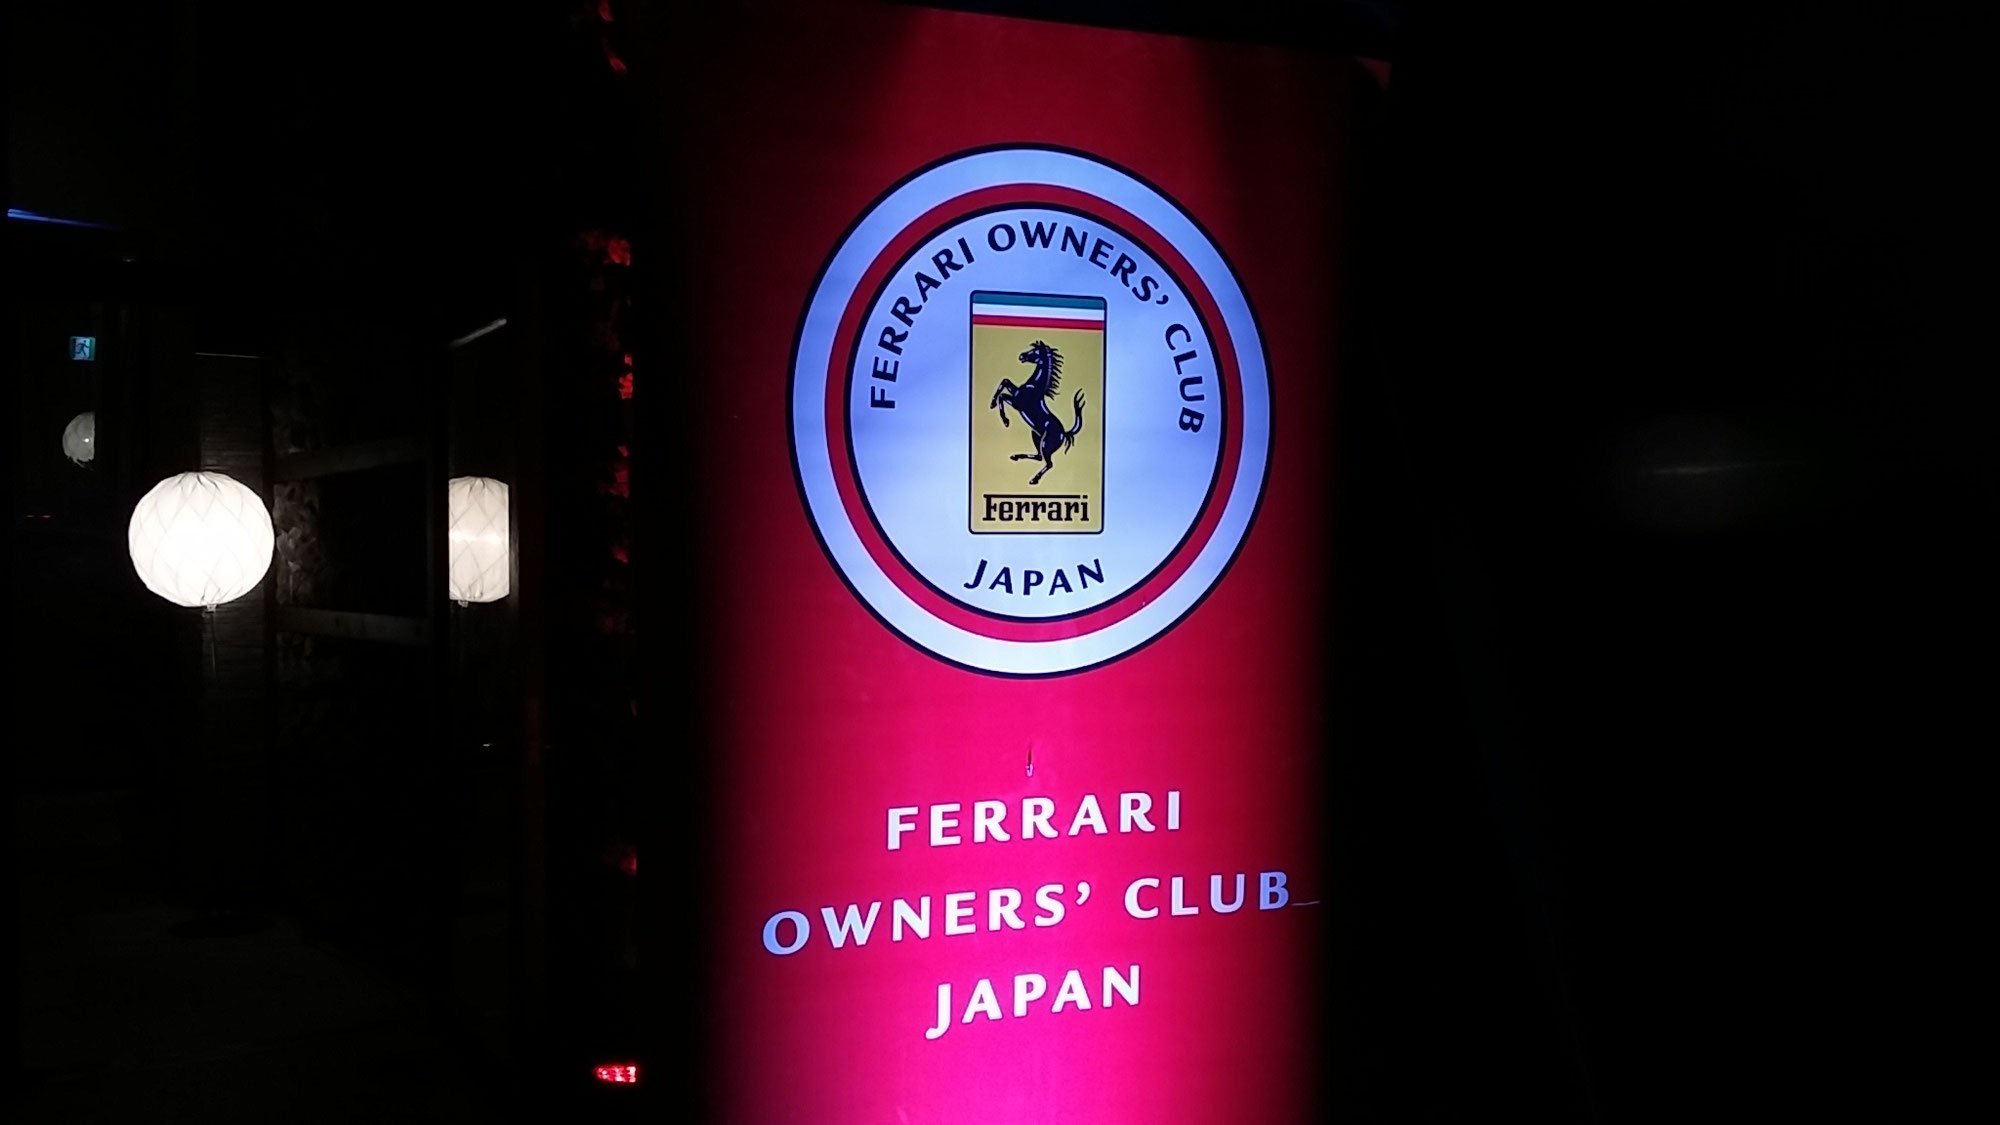 FERRARI OWNERS' CLUB
Ferrari
JAPAN
FERRARI
OWNERS' CLUB
JAPAN